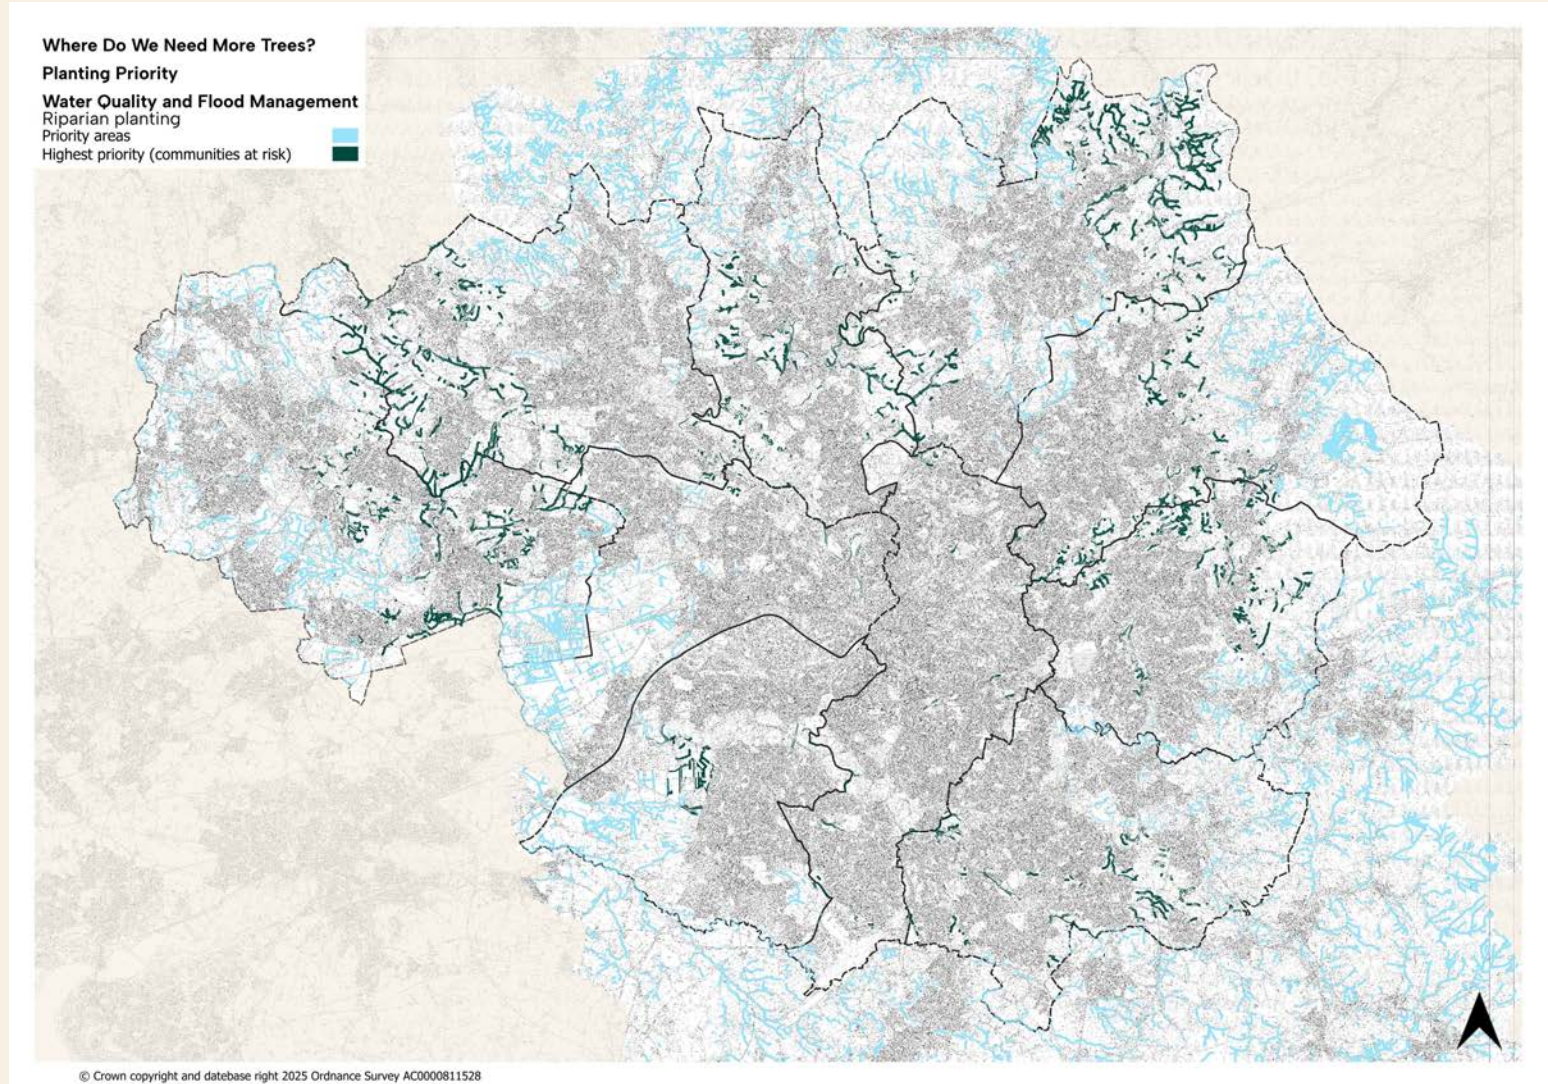 Where Do We Need More Trees?
Planting Priority
Water Quality and Flood Management
Riparian planting
Priority areas
Highest priority (communities at risk)
© Crown copyright and datebase right 2025 Ordnance Survey AC0000811528